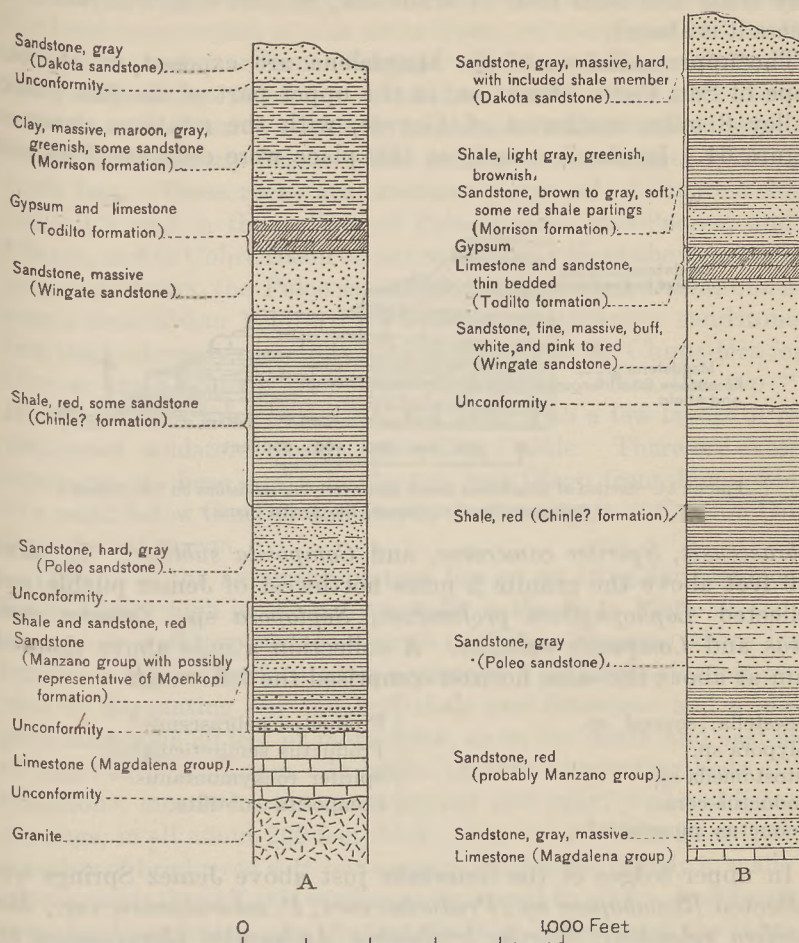 Sandstone, gray
(Dakota sandstone)
Unconformity
Clay, massive, maroon, gray,
greenish, some sandstone
(Morrison formation)
Gypsum and limestone
(Todilto formation)
Sandstone, massive
(Wingate sandstone)
Shale, red, some sandstone
(Chinle? formation)
Sandstone, hard, gray
(Poleo sandstone)
Unconformity
Shale and sandstone, red
Sandstone
(Manzano group with possibly
representative of Moenkopi
formation)
Unconformity
Limestone (Magdalena group)
Unconformity
Granite
A
Sandstone, gray, massive, hard,
with included shale member
(Dakota sandstone)
Shale, light gray, greenish,
brownish,
Sandstone, brown to gray, soft;
some red shale partings
(Morrison formation)
Gypsum
Limestone and sandstone,
thin bedded
(Todilto formation)
Sandstone, fine, massive, buff,
white, and pink to red
(Wingate sandstone)
Unconformity
Shale, red (Chinle? formation)
Sandstone, gray
(Poleo sandstone)
Sandstone, red
(probably Manzano group)
Sandstone, gray, massive
Limestone (Magdalena group)
B
0 1,000 Feet